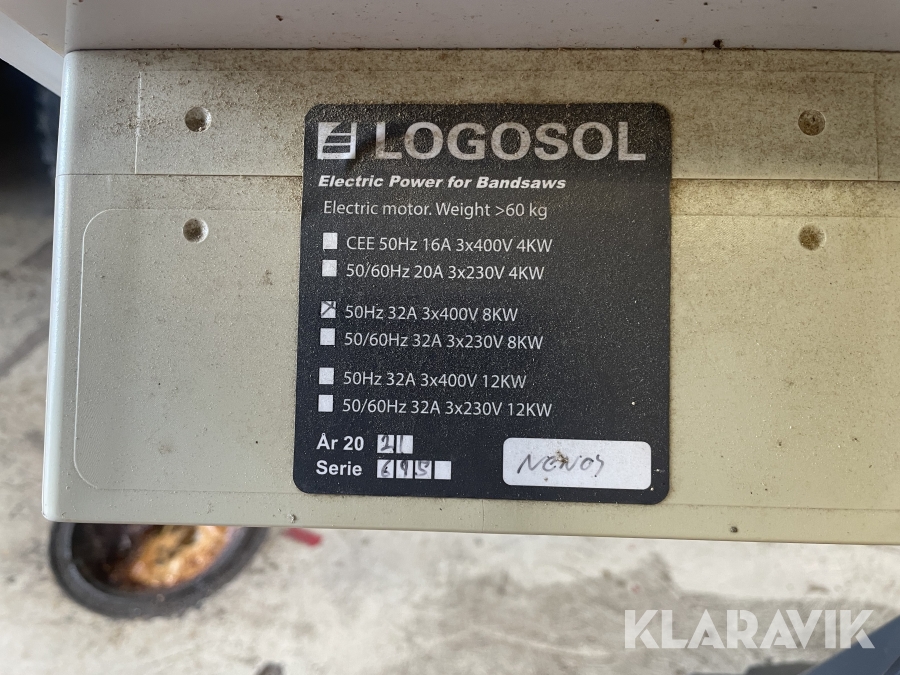 LOGOSOL
Electric Power for Bandsaws
Electric motor. Weight >60 kg
CEE 50Hz 16A 3x400V 4KW
50/60Hz 20A 3x230V 4KW
50Hz 32A 3x400V 8KW
50/60Hz 32A 3x230V 8KW
50Hz 32A 3x400V 12KW
50/60Hz 32A 3x230V 12KW
År 20 21
Serie
KLARAVIK